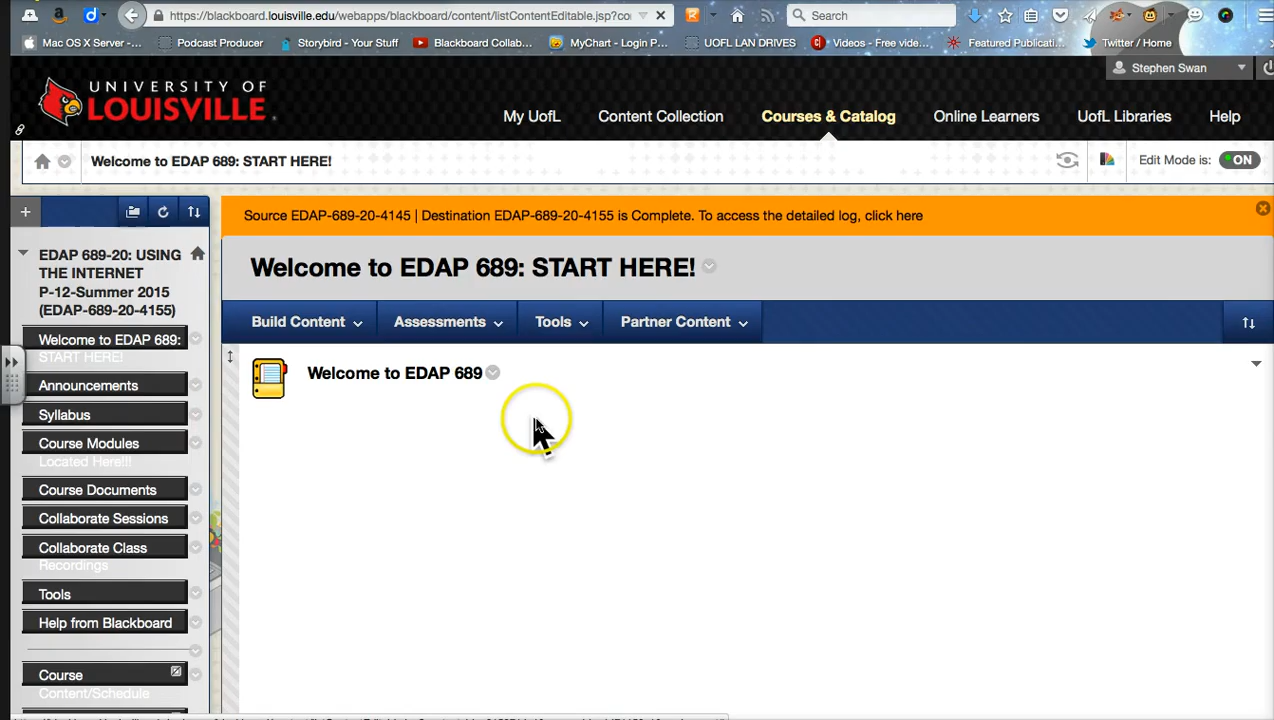 https://blackboard.louisville.edu/webapps/blackboard/content/listContentEditable.jsp?co
Search
Mac OS X Server - ...
Podcast Producer
Storybird - Your Stuff
Blackboard Collab...
MyChart - Login P...
UOFL LAN DRIVES
Videos - Free vide...
Featured Publicati...
Twitter / Home
Stephen Swan
UNIVERSITY OF
LOUISVILLE
My UofL
Content Collection
Courses & Catalog
Online Learners
UofL Libraries
Help
Welcome to EDAP 689: START HERE!
Edit Mode is: ON
Source EDAP-689-20-4145 | Destination EDAP-689-20-4155 is Complete. To access the detailed log, click here
EDAP 689-20: USING
THE INTERNET
P-12-Summer 2015
(EDAP-689-20-4155)
Welcome to EDAP 689:
START HERE!
Announcements
Syllabus
Course Modules
Located Here!!!
Course Documents
Collaborate Sessions
Collaborate Class
Recordings
Tools
Help from Blackboard
Course
Content/Schedule
Welcome to EDAP 689: START HERE!
Build Content
Assessments
Tools
Partner Content
Welcome to EDAP 689